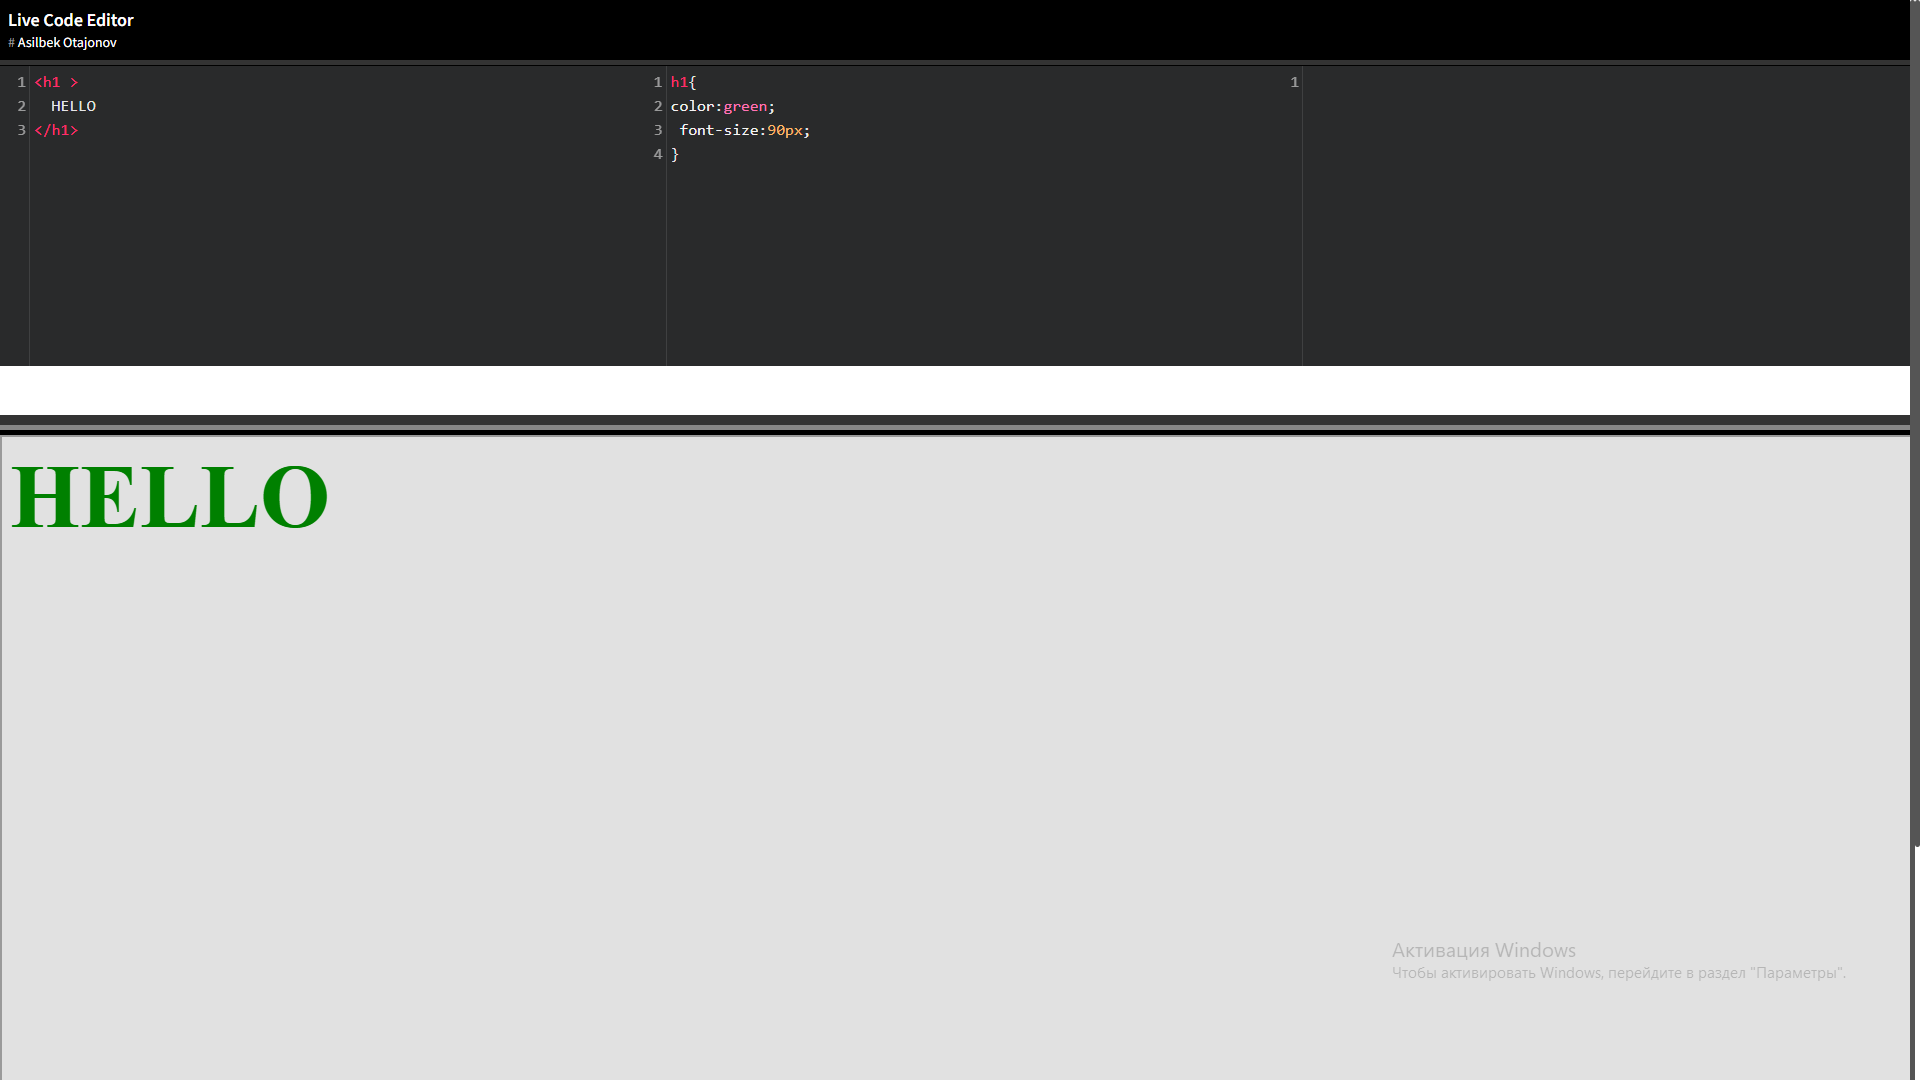 Live Code Editor
# Asilbek Otajonov
1 <h1 >
2   HELLO
3 </h1>
1 h1{
2 color:green;
3  font-size:90px;
4 }
1
HELLO
Активация Windows
Чтобы активировать Windows, перейдите в раздел "Параметры".